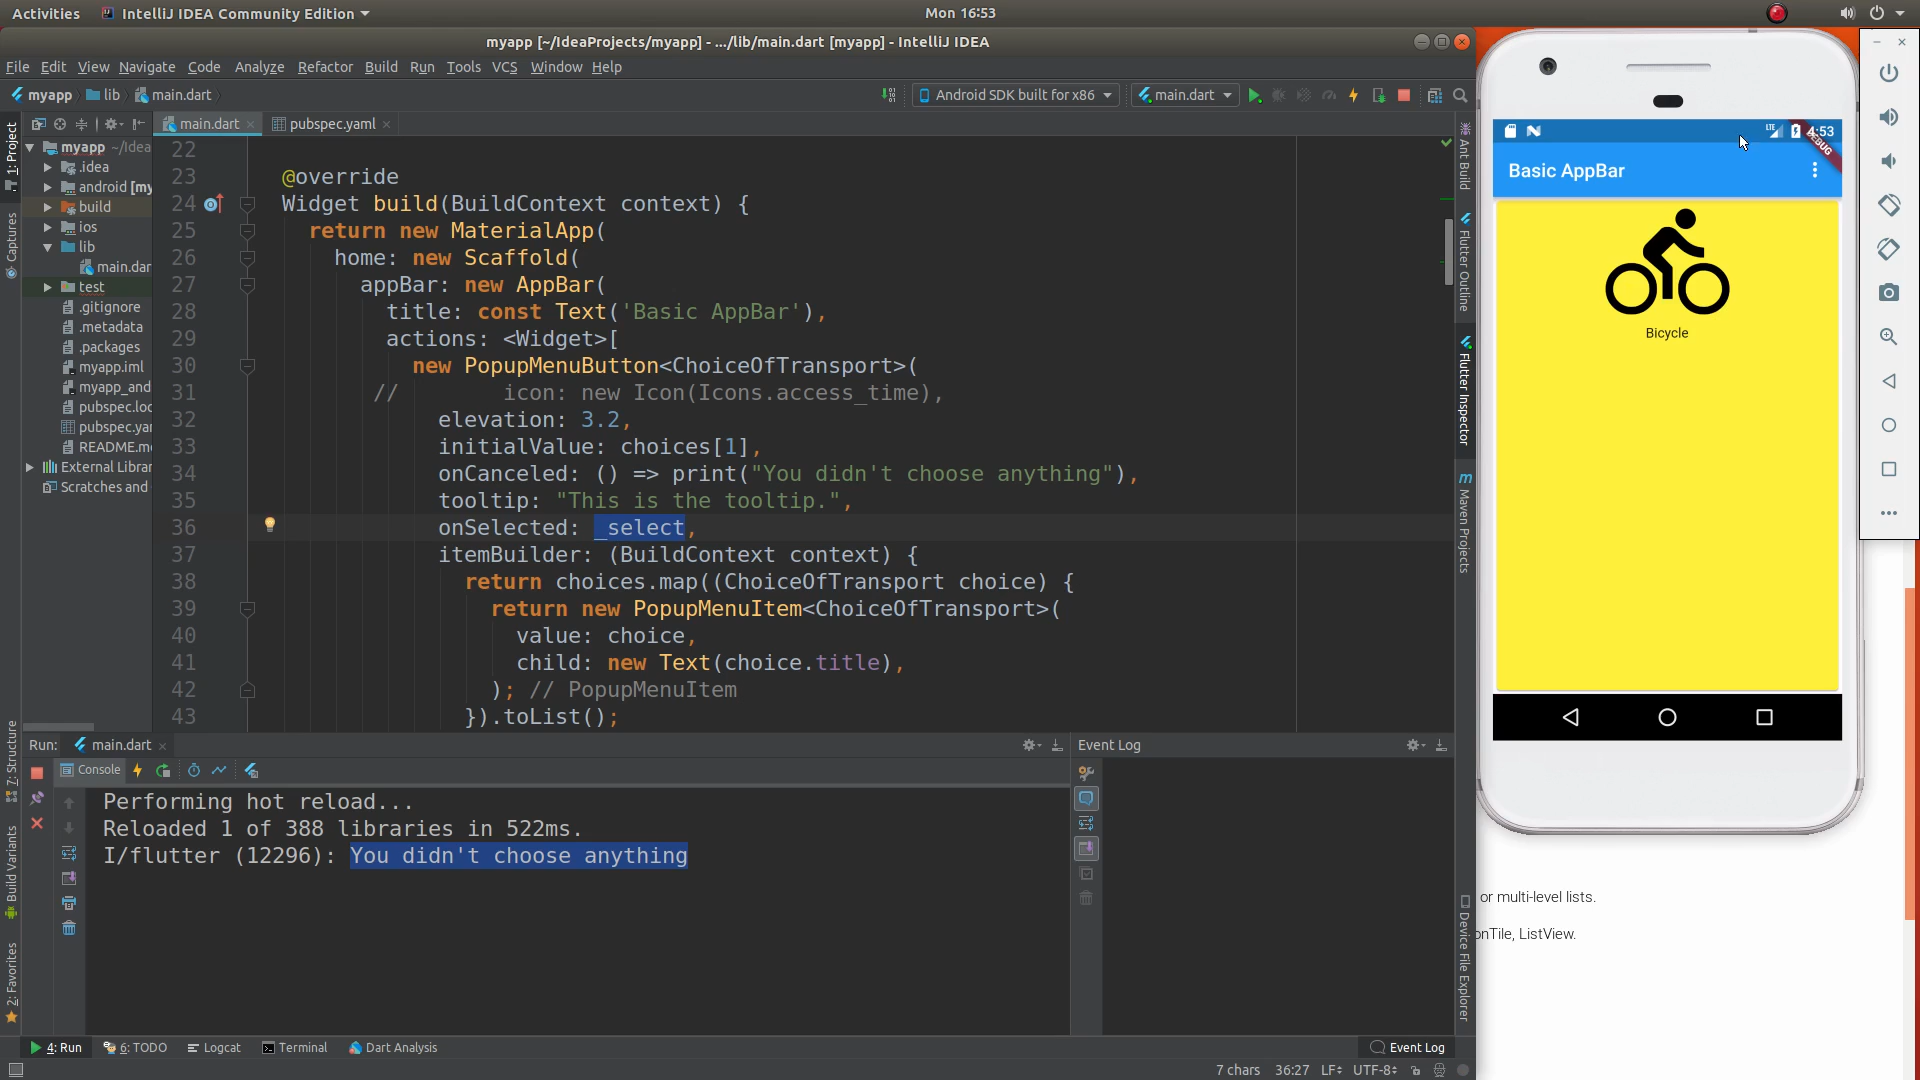 Activities
IntelliJ IDEA Community Edition
Mon 16:53
myapp [~/IdeaProjects/myapp] - .../lib/main.dart [myapp] - IntelliJ IDEA
File Edit View Navigate Code Analyze Refactor Build Run Tools VCS Window Help
myapp lib main.dart
Android SDK built for x86
main.dart
1: Project
Captures
7: Structure
Build Variants
2: Favorites
main.dart
pubspec.yaml
myapp ~/Idea
.idea
android [my
build
ios
lib
main.dar
test
.gitignore
.metadata
.packages
myapp.iml
myapp_and
pubspec.loc
pubspec.yar
README.m
External Librar
Scratches and
22
23 @override
24 Widget build(BuildContext context) {
25 return new MaterialApp(
26 home: new Scaffold(
27 appBar: new AppBar(
28 title: const Text('Basic AppBar'),
29 actions: <Widget>[
30 new PopupMenuButton<ChoiceOfTransport>(
31 // icon: new Icon(Icons.access_time),
32 elevation: 3.2,
33 initialValue: choices[1],
34 onCanceled: () => print("You didn't choose anything"),
35 tooltip: "This is the tooltip.",
36 onSelected: _select,
37 itemBuilder: (BuildContext context) {
38 return choices.map((ChoiceOfTransport choice) {
39 return new PopupMenuItem<ChoiceOfTransport>(
40 value: choice,
41 child: new Text(choice.title),
42 ); // PopupMenuItem
43 }).toList();
Ant Build
Flutter Outline
Flutter Inspector
m Maven Projects
Device File Explorer
Run: main.dart
Console
Performing hot reload...
Reloaded 1 of 388 libraries in 522ms.
I/flutter (12296): You didn't choose anything
Event Log
4: Run 6: TODO Logcat Terminal Dart Analysis
Event Log
7 chars 36:27 LF UTF-8
LTE 4:53
DEBUG
Basic AppBar
Bicycle
or multi-level lists.
onTile, ListView.